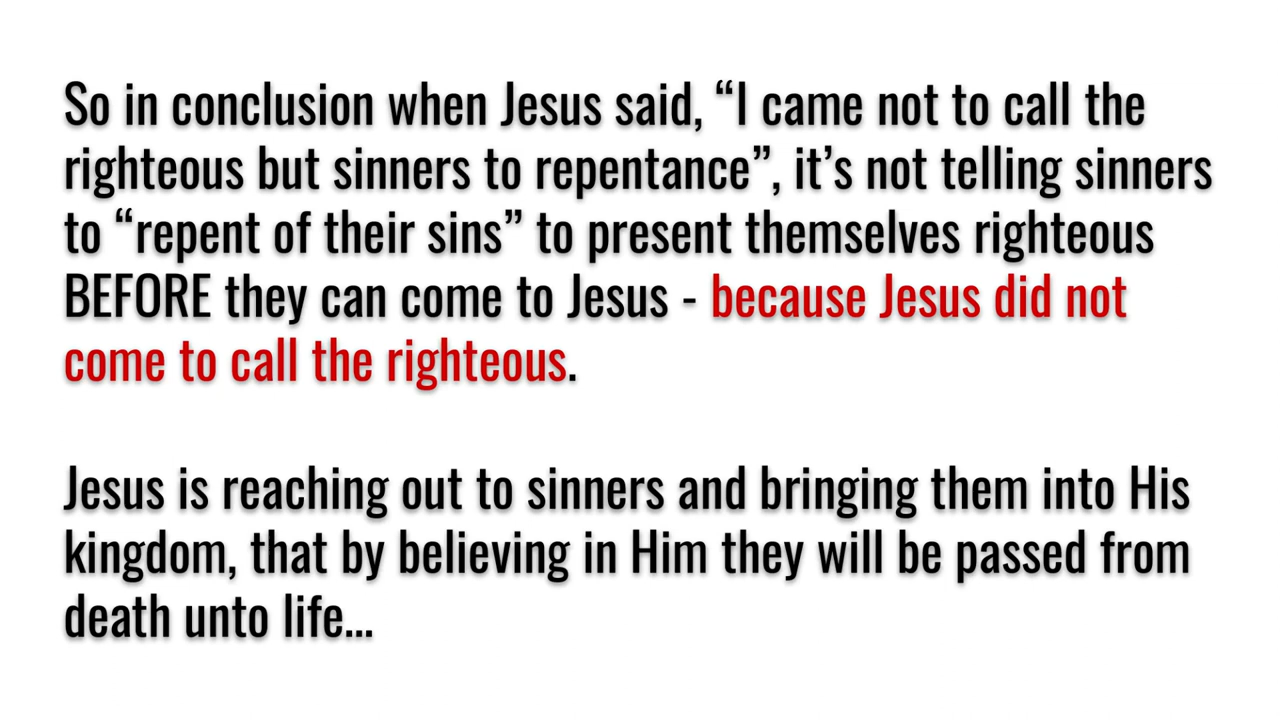 So in conclusion when Jesus said, “I came not to call the
righteous but sinners to repentance”, it’s not telling sinners
to “repent of their sins” to present themselves righteous
BEFORE they can come to Jesus - because Jesus did not
come to call the righteous.
Jesus is reaching out to sinners and bringing them into His
kingdom, that by believing in Him they will be passed from
death unto life...